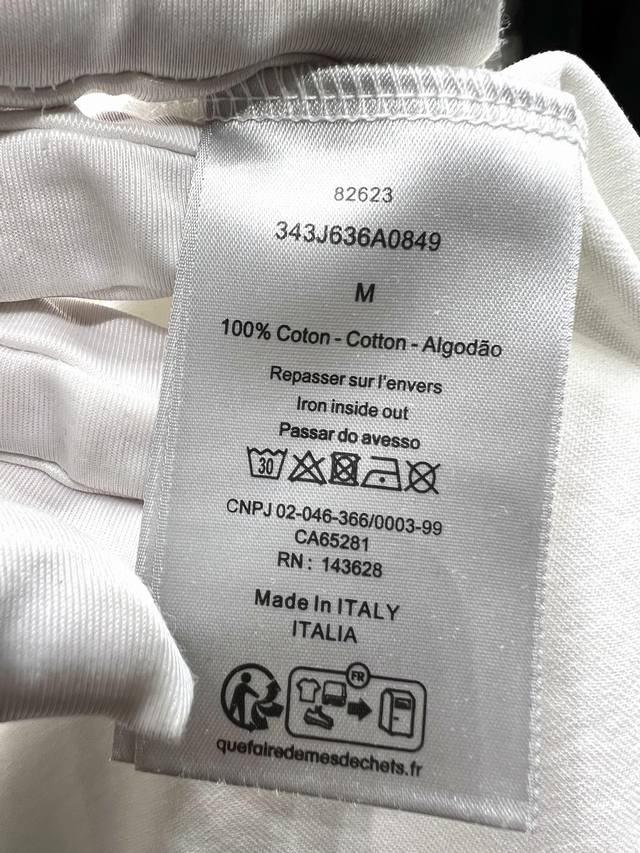 82623
343J636A0849
M
100% Coton - Cotton - Algodão
Repasser sur l'envers
Iron inside out
Passar do avesso
30
CNPJ 02-046-366/0003-99
CA65281
RN : 143628
Made In ITALY
ITALIA
FR
quefairedemesdechets.fr